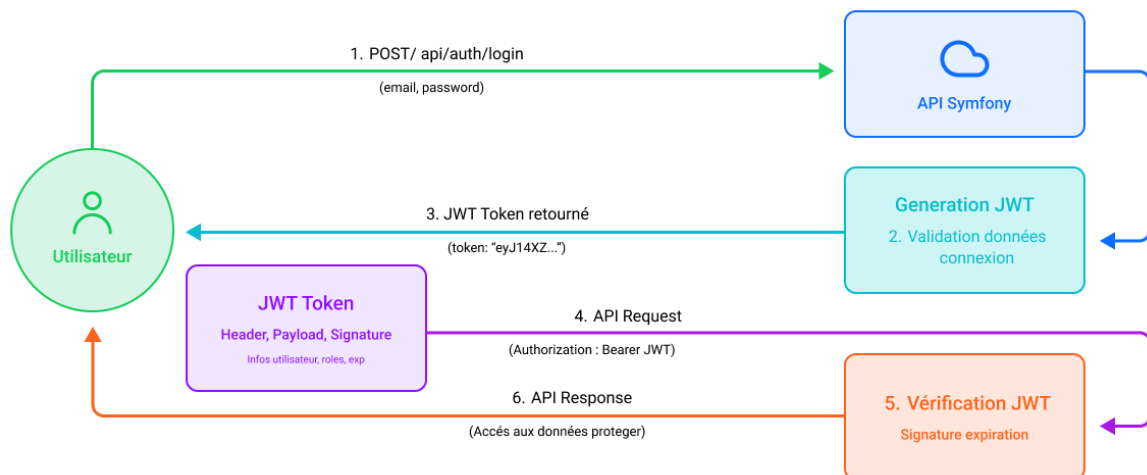 1. POST/ api/auth/login
(email, password)
API Symfony
Utilisateur
3. JWT Token retourné
(token: “eyJ14XZ...”)
Generation JWT
2. Validation données
connexion
JWT Token
Header, Payload, Signature
Infos utilisateur, roles, exp
4. API Request
(Authorization : Bearer JWT)
6. API Response
(Accés aux données proteger)
5. Vérification JWT
Signature expiration